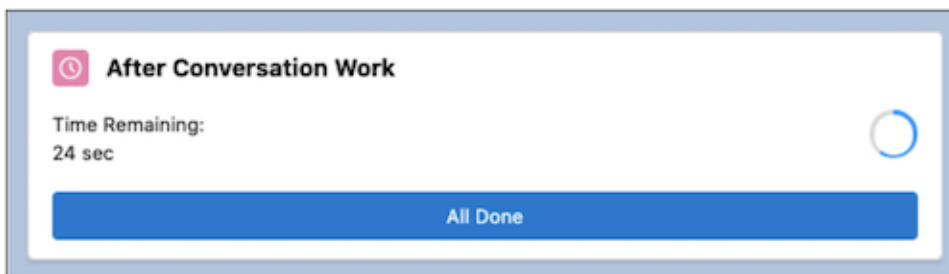 After Conversation Work
Time Remaining:
24 sec
All Done